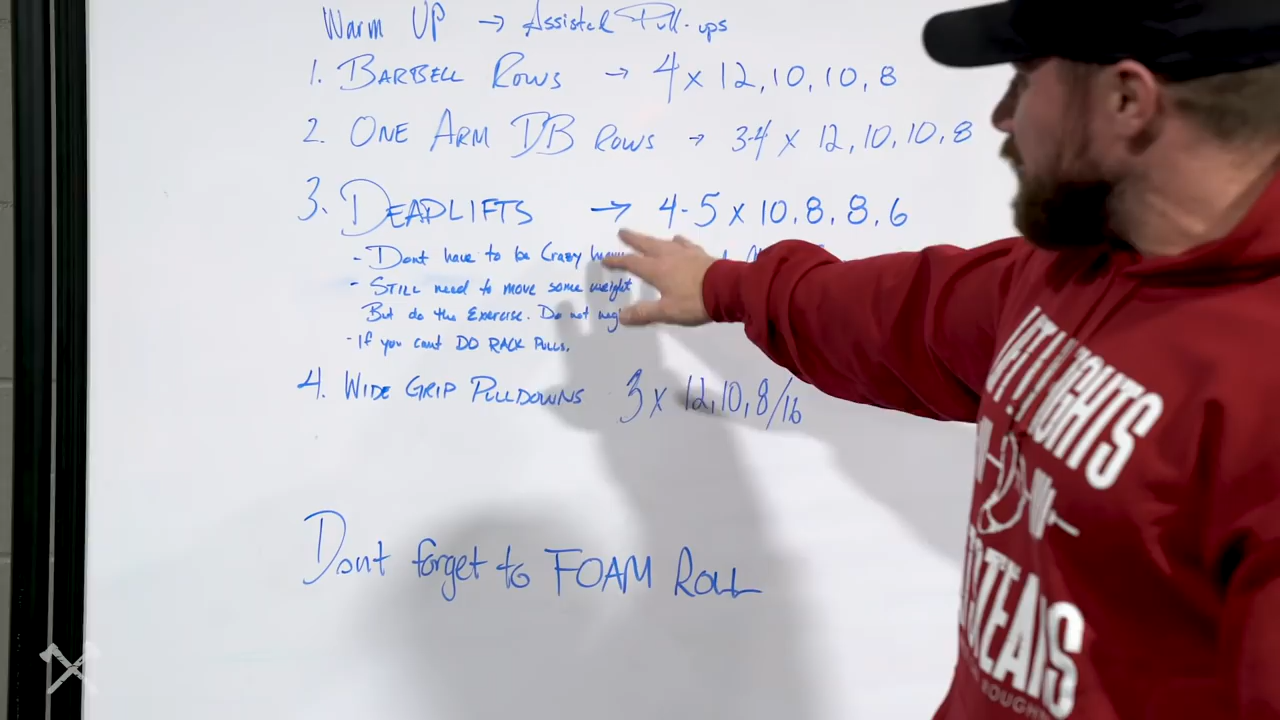 Warm UP → Assisted Pull-ups
1. BARBELL ROWS → 4 x 12, 10, 10, 8
2. ONE ARM DB ROWS → 3-4 x 12, 10, 10, 8
3. DEADLIFTS → 4-5 x 10, 8, 8, 6
- Dont have to be Crazy
- STILL need to move some weight
But do the Exercise. Do not
- If you cant DO RACK PULLS.
4. WIDE GRIP PULLDOWNS 3 x 12, 10, 8/16
Dont forget to FOAM ROLL